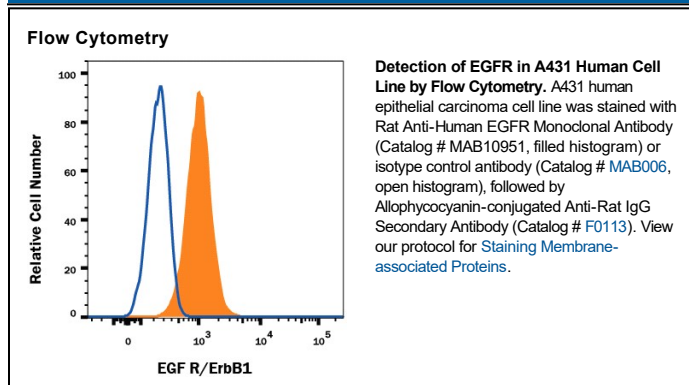 Flow Cytometry
100
80
60
40
20
0
Relative Cell Number
0
10³
10⁴
10⁵
EGF R/ErbB1
Detection of EGFR in A431 Human Cell
Line by Flow Cytometry. A431 human
epithelial carcinoma cell line was stained with
Rat Anti-Human EGFR Monoclonal Antibody
(Catalog # MAB10951, filled histogram) or
isotype control antibody (Catalog # MAB006,
open histogram), followed by
Allophycocyanin-conjugated Anti-Rat IgG
Secondary Antibody (Catalog # F0113). View
our protocol for Staining Membrane-
associated Proteins.